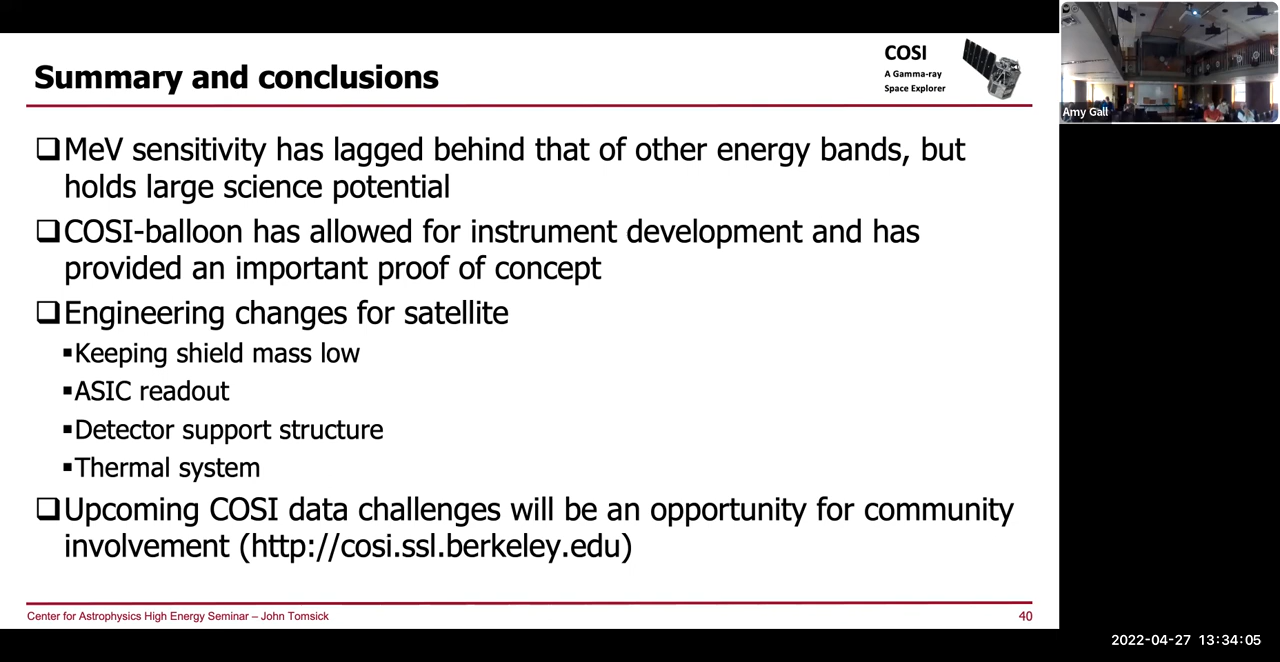 Summary and conclusions
COSI
A Gamma-ray
Space Explorer
❑MeV sensitivity has lagged behind that of other energy bands, but
holds large science potential
❑COSI-balloon has allowed for instrument development and has
provided an important proof of concept
❑Engineering changes for satellite
▪Keeping shield mass low
▪ASIC readout
▪Detector support structure
▪Thermal system
❑Upcoming COSI data challenges will be an opportunity for community
involvement (http://cosi.ssl.berkeley.edu)
Center for Astrophysics High Energy Seminar – John Tomsick
40
Amy Gall
2022-04-27 13:34:05